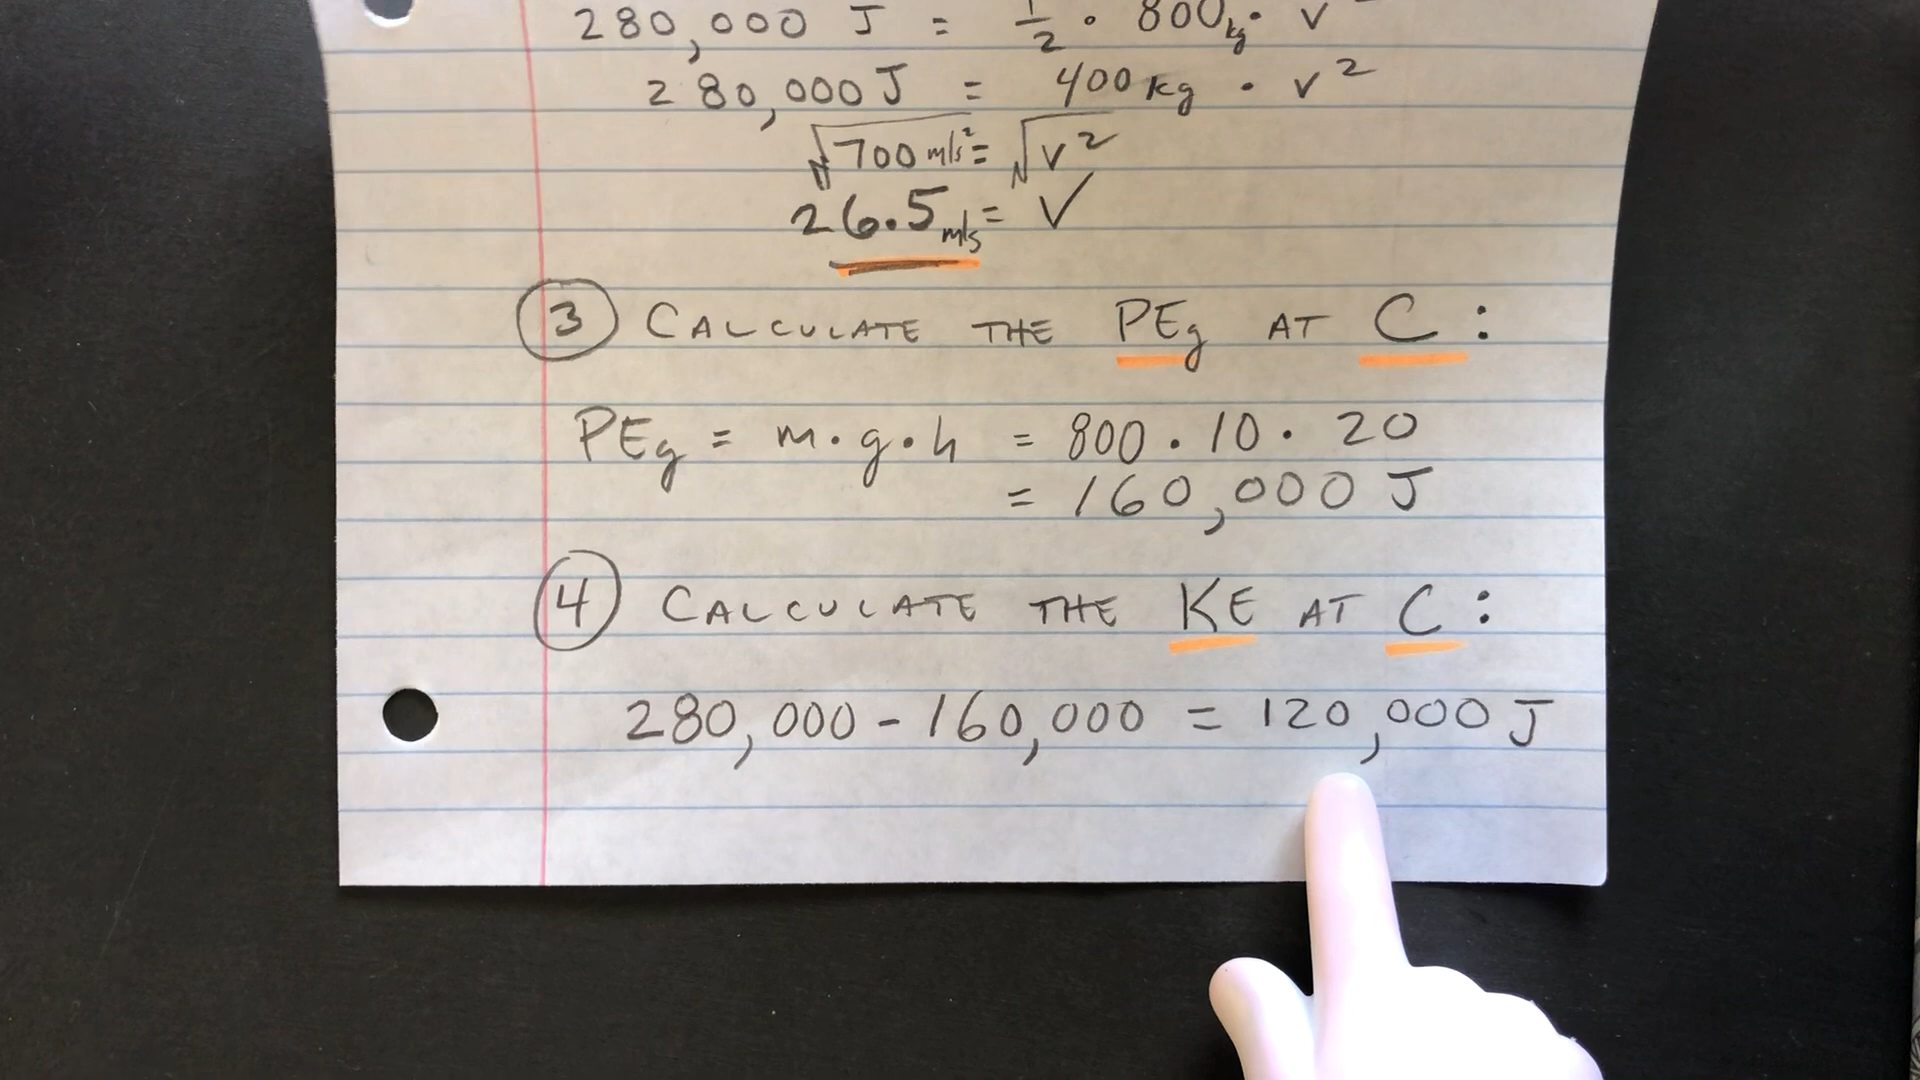 280,000 J = 1/2 · 800kg · v²
280,000 J = 400 kg · v²
√700 m/s² = √v²
26.5 m/s = V
3 CALCULATE THE PEg AT C:
PEg = m·g·h = 800 · 10 · 20
= 160,000 J
4 CALCULATE THE KE AT C:
280,000 - 160,000 = 120,000 J